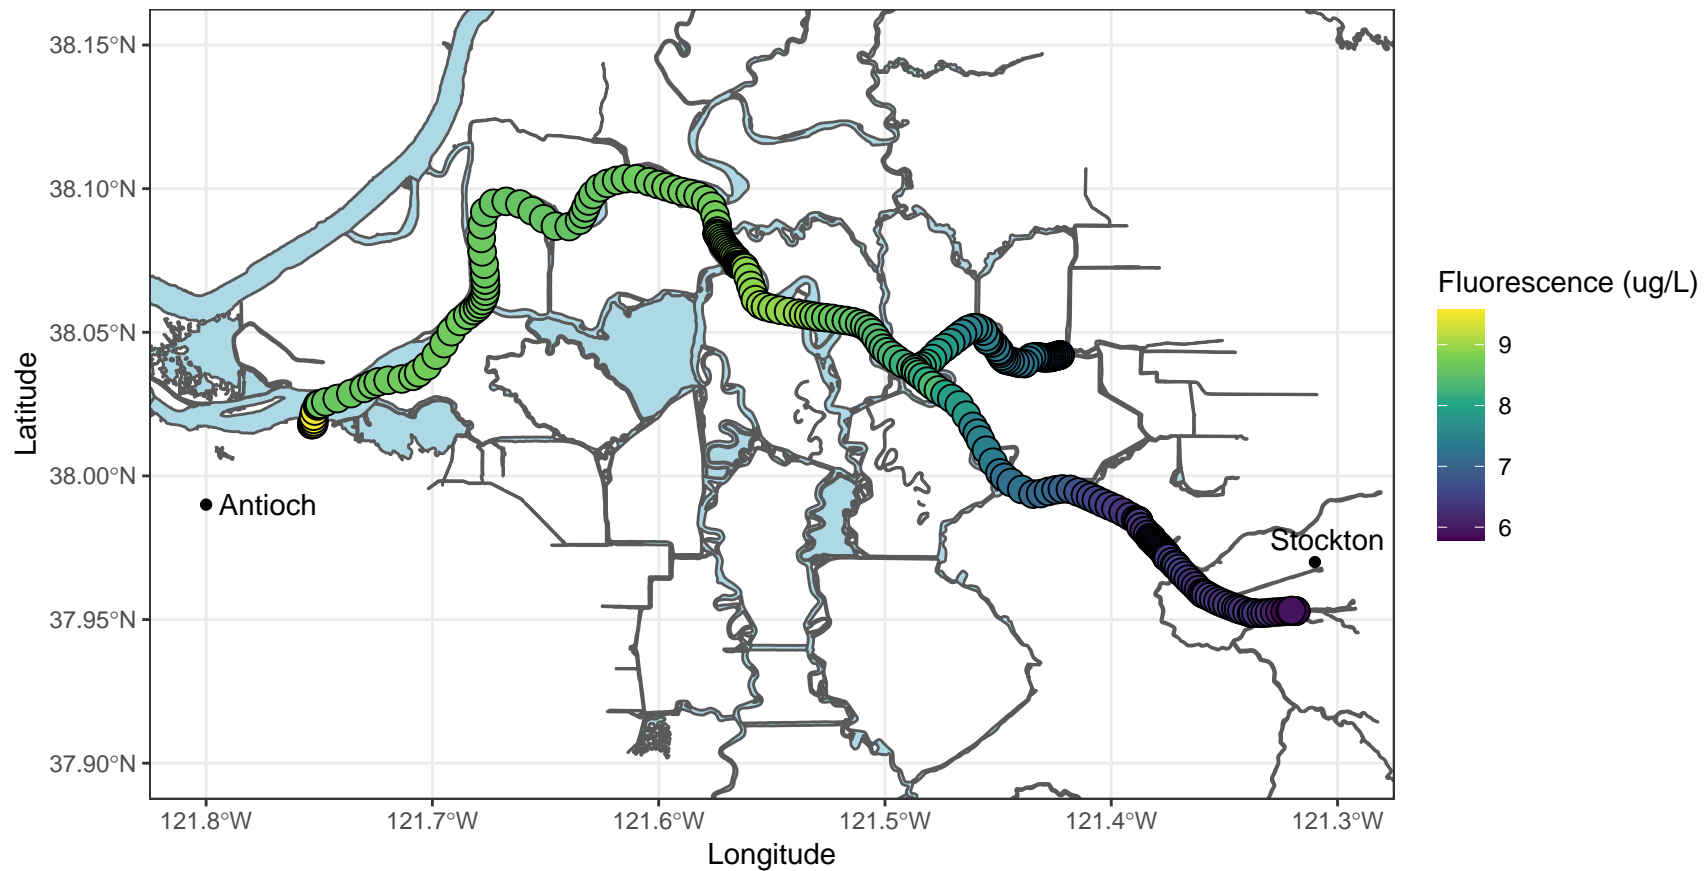 38.15°N
38.10°N
38.05°N
38.00°N
37.95°N
37.90°N
Latitude
Antioch
Stockton
121.8°W 121.7°W 121.6°W 121.5°W 121.4°W 121.3°W
Longitude
Fluorescence (ug/L)
9
8
7
6